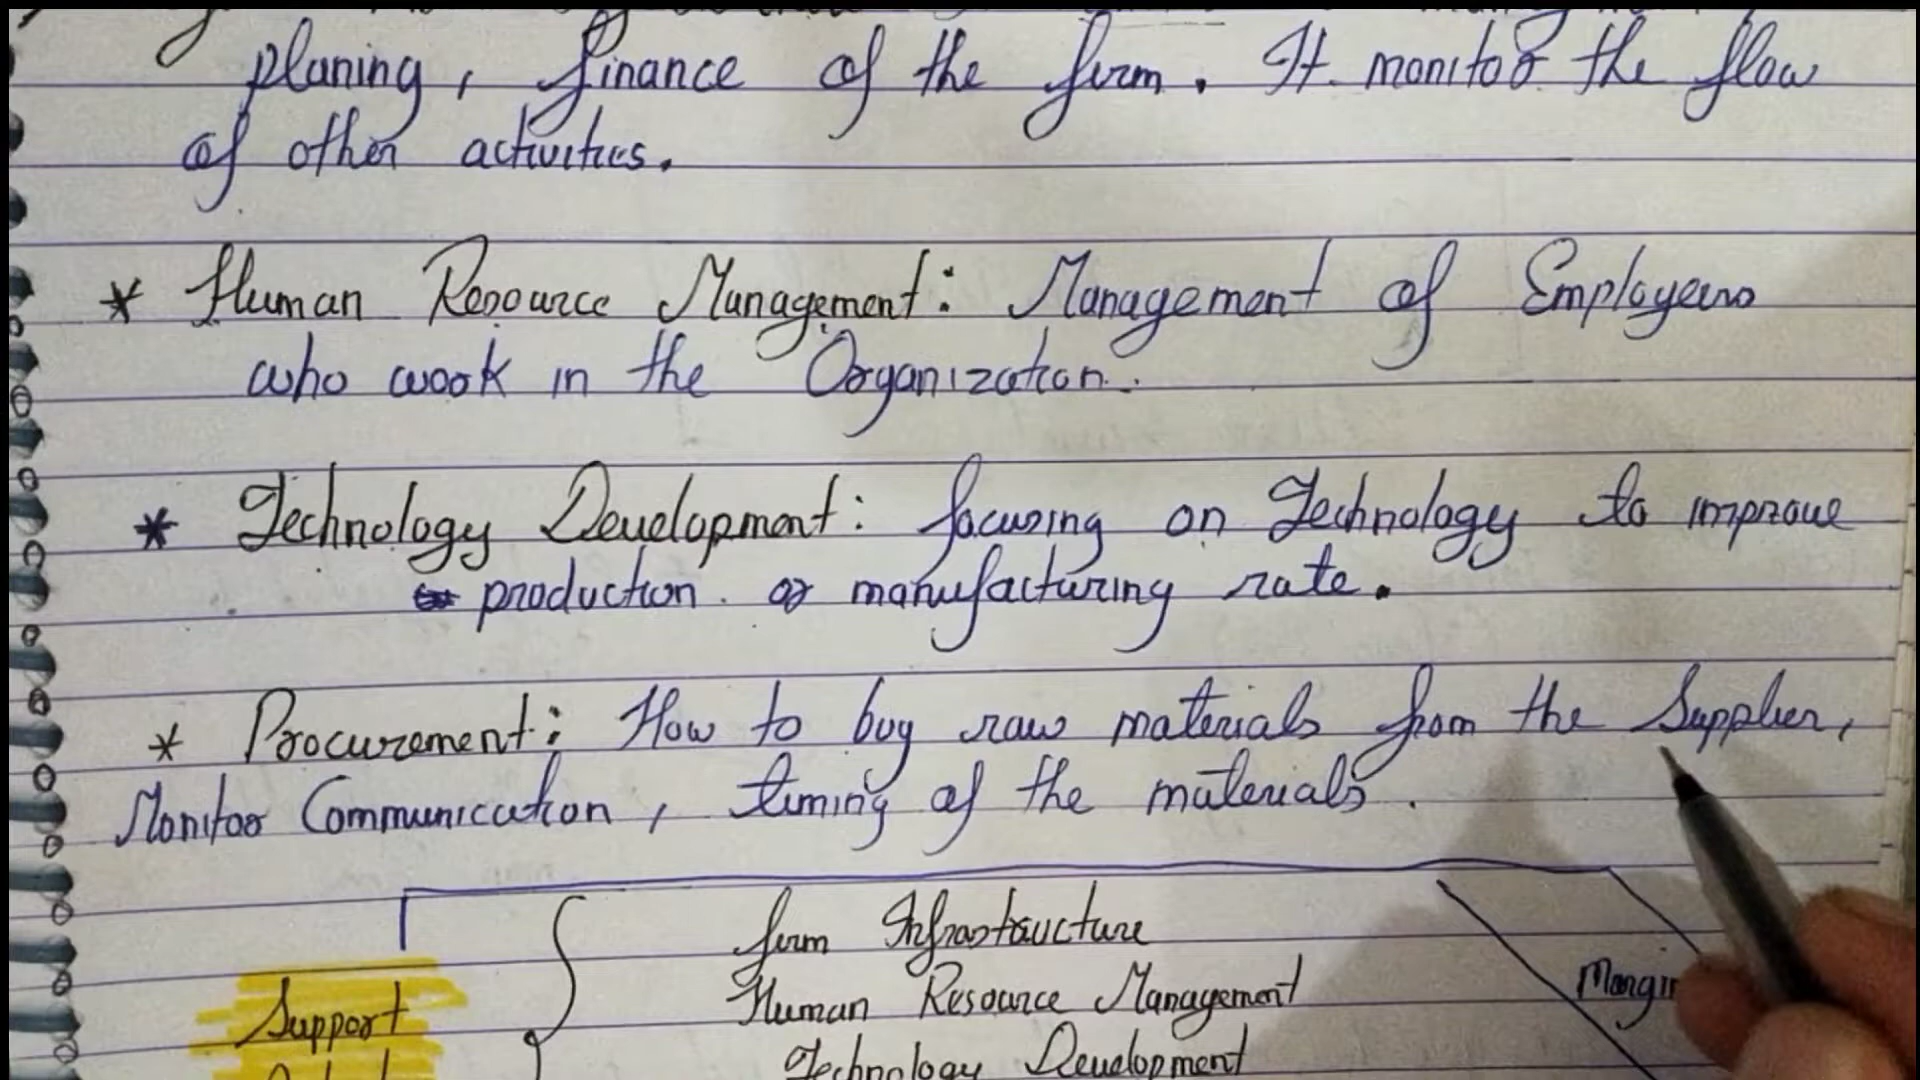 planing, finance of the firm. It monitor the flow
of other activities.
* Human Resource Management: Management of Employees
who work in the Organization.
* Technology Development: focusing on Technology to improve
production or manufacturing rate.
* Procurement: How to buy raw materials from the Supplier,
Monitor Communication, timing of the materials.
firm Infrastructure
Human Resource Management
Margin
Support
Technology Development